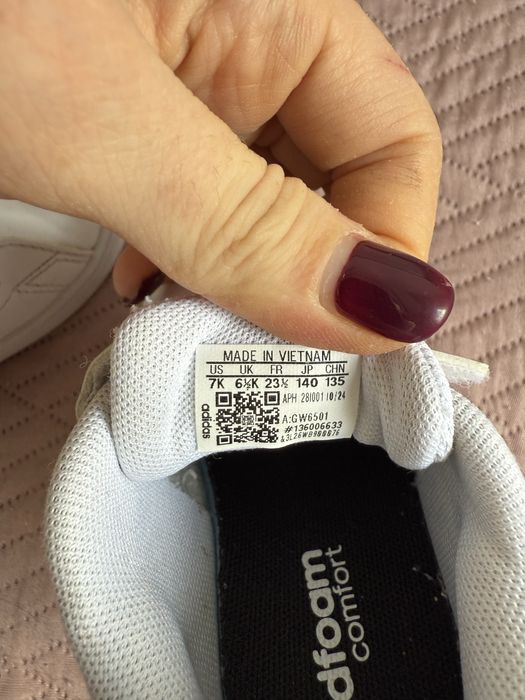 MADE IN VIETNAM
US UK FR JP CHN
7K 6½K 23½ 140 135
APH 281001 10/24
A:GW6501
#136006633
adidas
dfoam
comfort